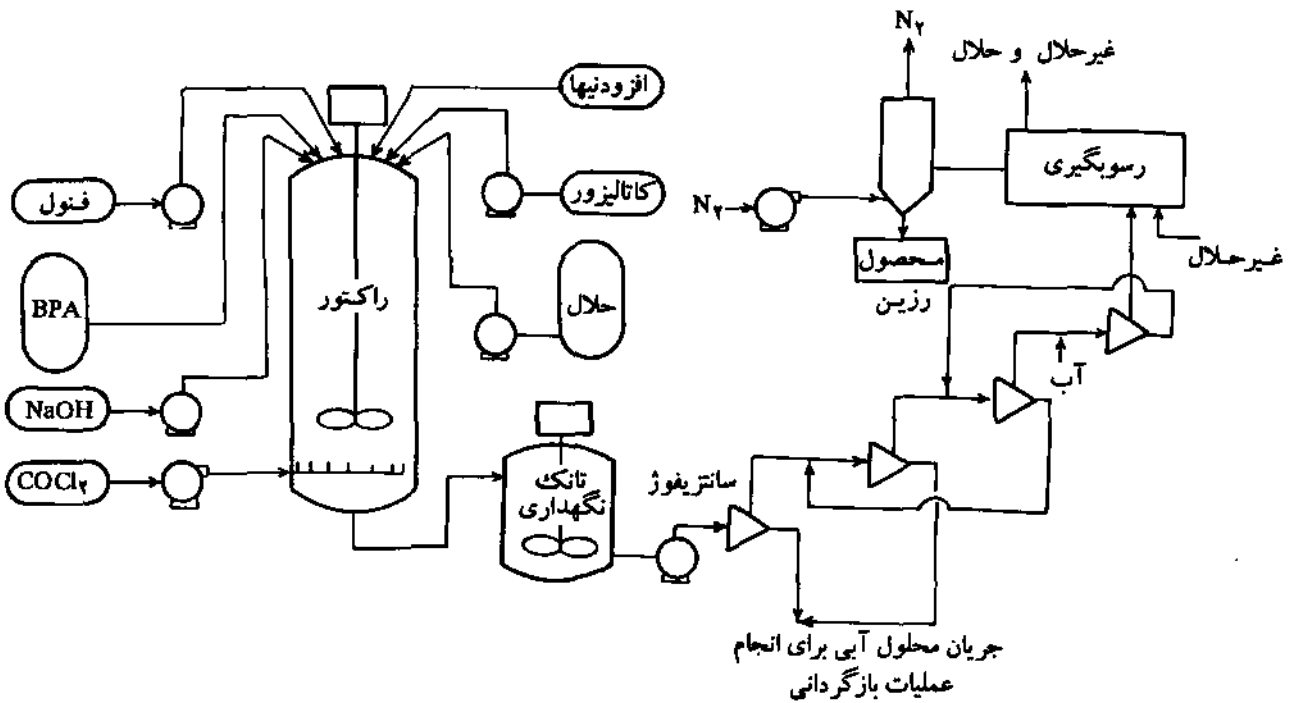 N۲
غیرحلال و حلال
افزودنیها
رسوبگیری
فنول
کاتالیزور
N۲
محصول
غیرحلال
رزین
BPA
راکتور
حلال
آب
NaOH
COCl۲
تانک
نگهداری
سانتریفوژ
جریان محلول آبی برای انجام
عملیات بازگردانی